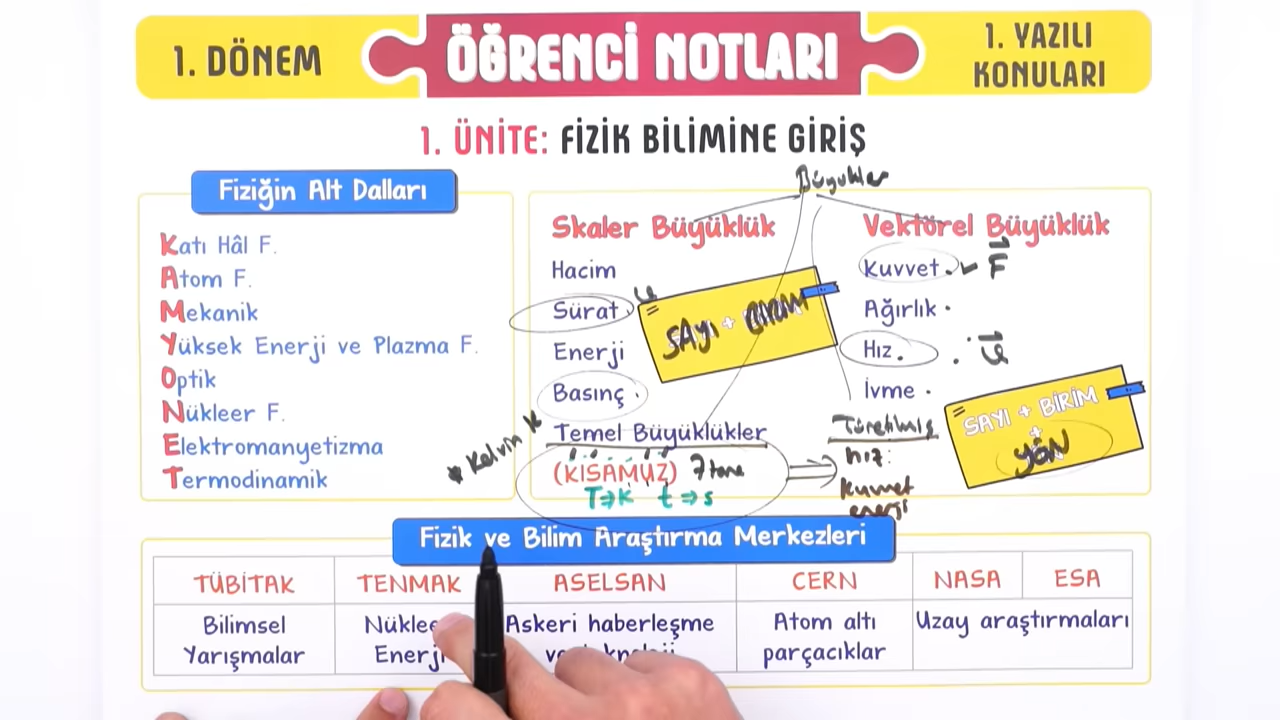 1. DÖNEM
ÖĞRENCİ NOTLARI
1. YAZILI
KONULARI
1. ÜNİTE: FİZİK BİLİMİNE GİRİŞ
Fiziğin Alt Dalları
Katı Hâl F.
Atom F.
Mekanik
Yüksek Enerji ve Plazma F.
Optik
Nükleer F.
Elektromanyetizma
Termodinamik
Büyükler
Skaler Büyüklük
Hacim
Sürat
Enerji
Basınç
SAYI + BİRİM
Temel Büyüklükler
(KISAMUZ) 7 tane
T⇒K t⇒s
* Kelvin K
Vektörel Büyüklük
Kuvvet F
Ağırlık
Hız
İvme
SAYI + BİRİM
+
YÖN
Türetilmiş
hız:
kuvvet
enerji
Fizik ve Bilim Araştırma Merkezleri
TÜBİTAK TENMAK ASELSAN CERN NASA ESA
Bilimsel
Yarışmalar
Enerji
Askeri haberleşme
Atom altı
parçacıklar
Uzay araştırmaları